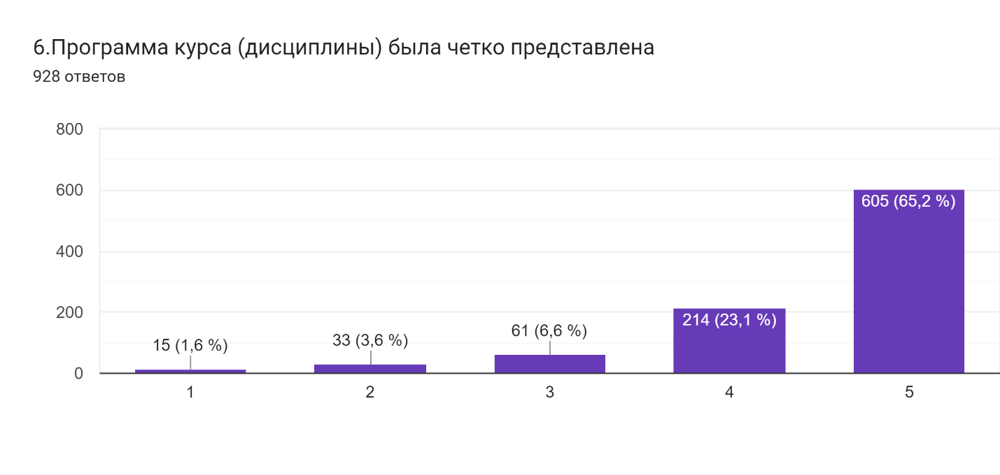 6.Программа курса (дисциплины) была четко представлена
928 ответов
800
600
400
200
0
15 (1,6 %)
33 (3,6 %)
61 (6,6 %)
214 (23,1 %)
605 (65,2 %)
1
2
3
4
5